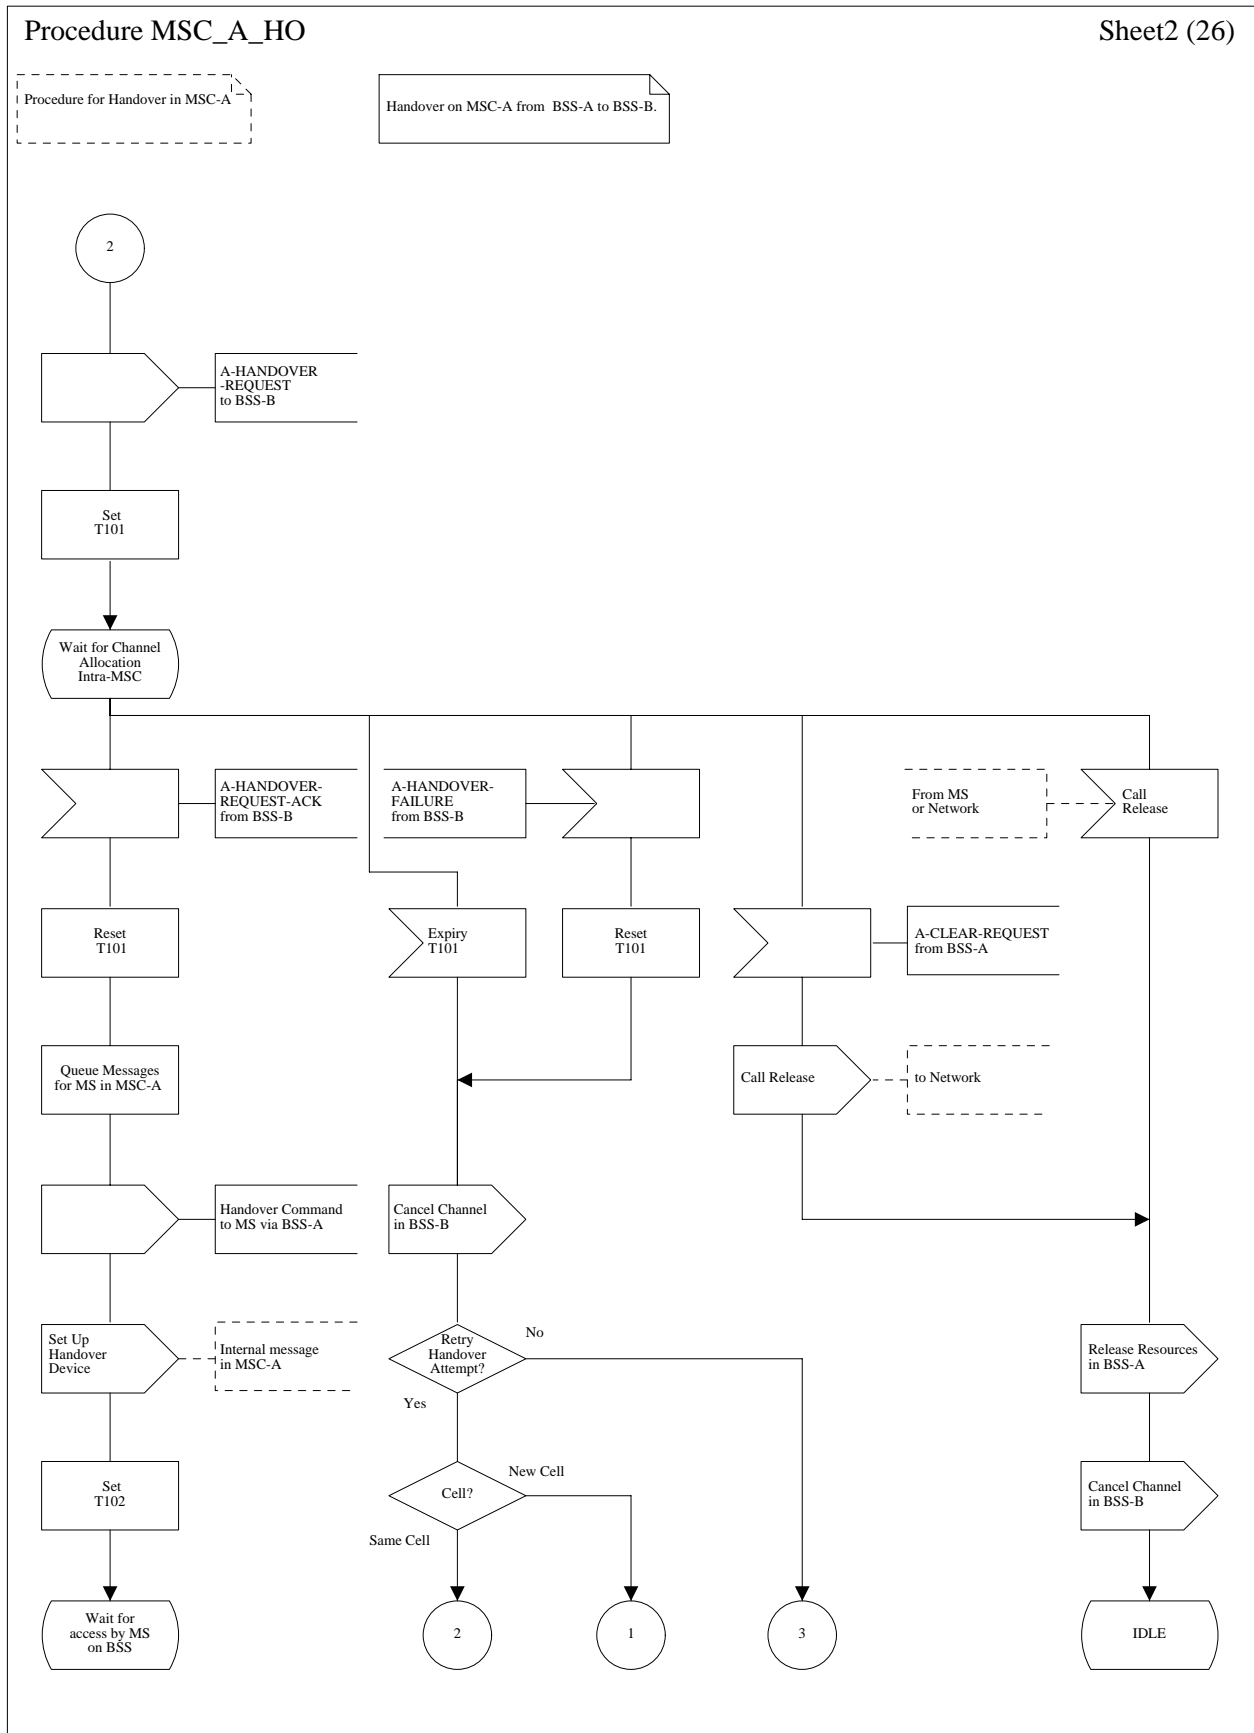 Procedure MSC_A_HO
Sheet2 (26)
Procedure for Handover in MSC-A
Handover on MSC-A from BSS-A to BSS-B.
2
A-HANDOVER
-REQUEST
to BSS-B
Set
T101
Wait for Channel
Allocation
Intra-MSC
A-HANDOVER-
REQUEST-ACK
from BSS-B
A-HANDOVER-
FAILURE
from BSS-B
From MS
or Network
Call
Release
Reset
T101
Expiry
T101
Reset
T101
A-CLEAR-REQUEST
from BSS-A
Queue Messages
for MS in MSC-A
Call Release
to Network
Handover Command
to MS via BSS-A
Cancel Channel
in BSS-B
Set Up
Handover
Device
Internal message
in MSC-A
Retry
Handover
Attempt?
No
Yes
Release Resources
in BSS-A
Set
T102
Cell?
New Cell
Same Cell
Cancel Channel
in BSS-B
Wait for
access by MS
on BSS
2
1
3
IDLE